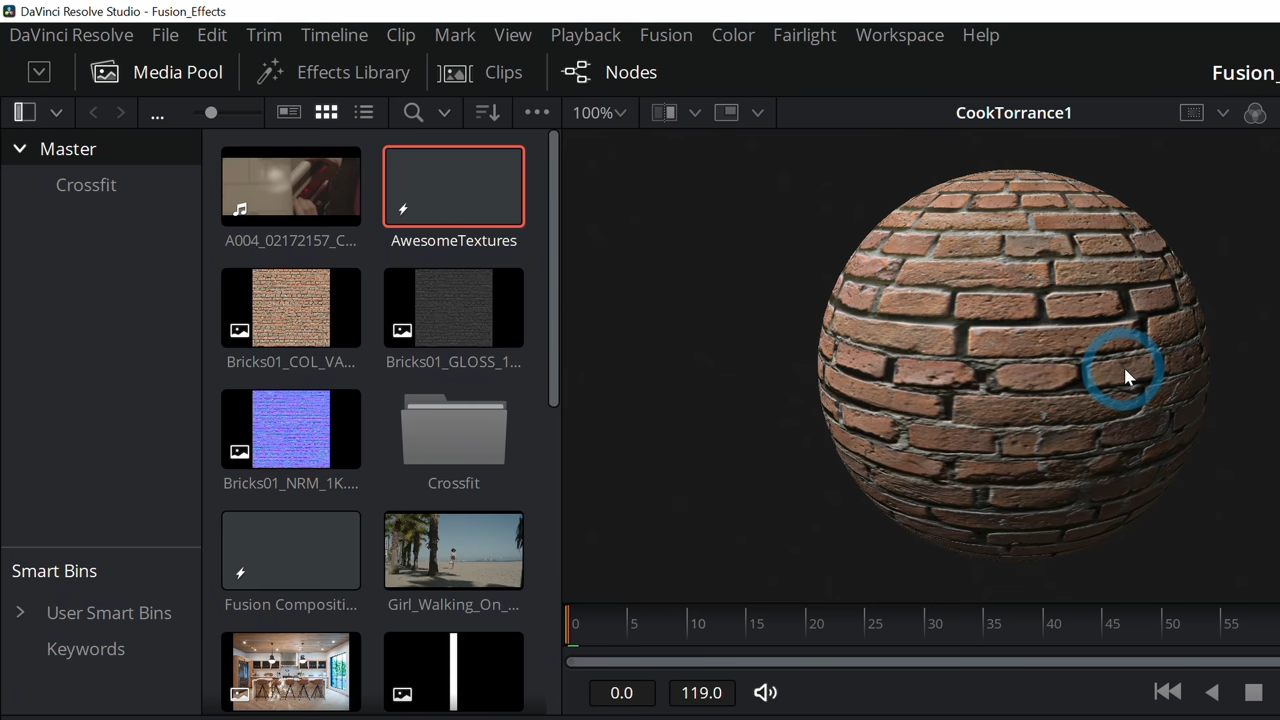 DaVinci Resolve Studio - Fusion_Effects
DaVinci Resolve File Edit Trim Timeline Clip Mark View Playback Fusion Color Fairlight Workspace Help
Media Pool Effects Library Clips Nodes Fusion_
... 100% CookTorrance1
Master
Crossfit
A004_02172157_C... AwesomeTextures
Bricks01_COL_VA... Bricks01_GLOSS_1...
Bricks01_NRM_1K.... Crossfit
Fusion Compositi... Girl_Walking_On_...
Smart Bins
User Smart Bins
Keywords
0 5 10 15 20 25 30 35 40 45 50 55
0.0 119.0